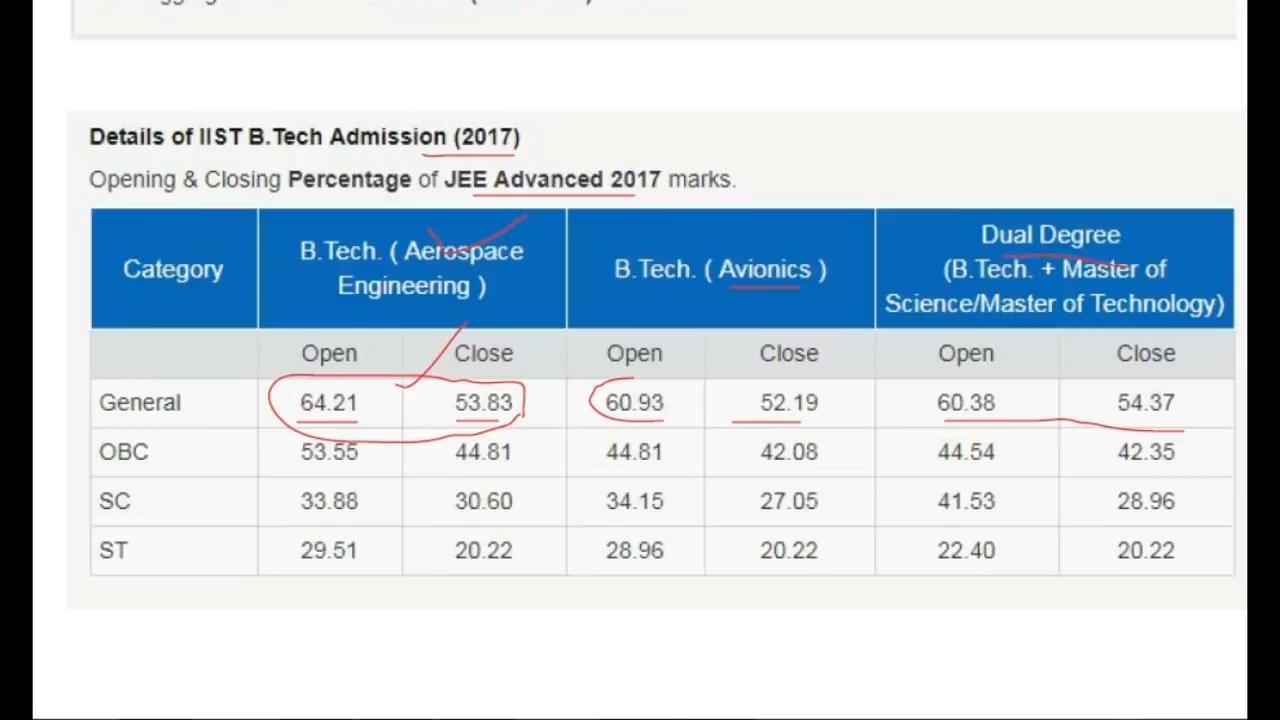 Details of IIST B.Tech Admission (2017)
Opening & Closing Percentage of JEE Advanced 2017 marks.
Category B.Tech. ( Aerospace Engineering ) B.Tech. ( Avionics ) Dual Degree (B.Tech. + Master of Science/Master of Technology)
Open Close Open Close Open Close
General 64.21 53.83 60.93 52.19 60.38 54.37
OBC 53.55 44.81 44.81 42.08 44.54 42.35
SC 33.88 30.60 34.15 27.05 41.53 28.96
ST 29.51 20.22 28.96 20.22 22.40 20.22